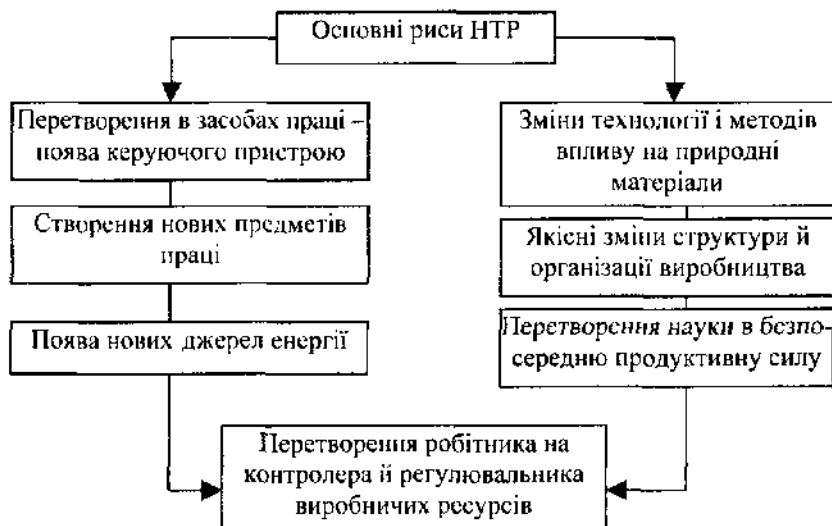 Основні риси НТР
Перетворення в засобах праці –
поява керуючого пристрою
Створення нових предметів
праці
Поява нових джерел енергії
Зміни технології і методів
впливу на природні
матеріали
Якісні зміни структури й
організації виробництва
Перетворення науки в безпо-
середню продуктивну силу
Перетворення робітника на
контролера й регулювальника
виробничих ресурсів